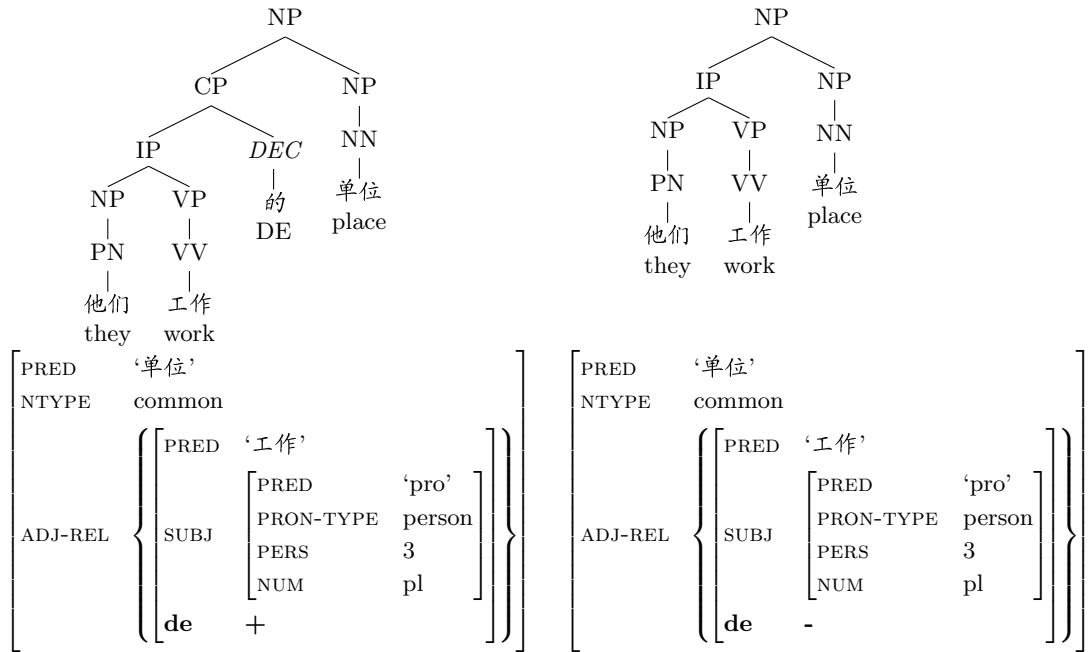 NP
CP NP
IP DEC NN
NP VP 的 单位
DE place
PN VV
他们 工作
they work
NP
IP NP
NP VP NN
PN VV 单位
place
他们 工作
they work
PRED ‘单位’
NTYPE common
PRED ‘工作’
PRED ‘pro’
PRON-TYPE person
ADJ-REL SUBJ
PERS 3
NUM pl
de +
PRED ‘单位’
NTYPE common
PRED ‘工作’
PRED ‘pro’
PRON-TYPE person
ADJ-REL SUBJ
PERS 3
NUM pl
de -